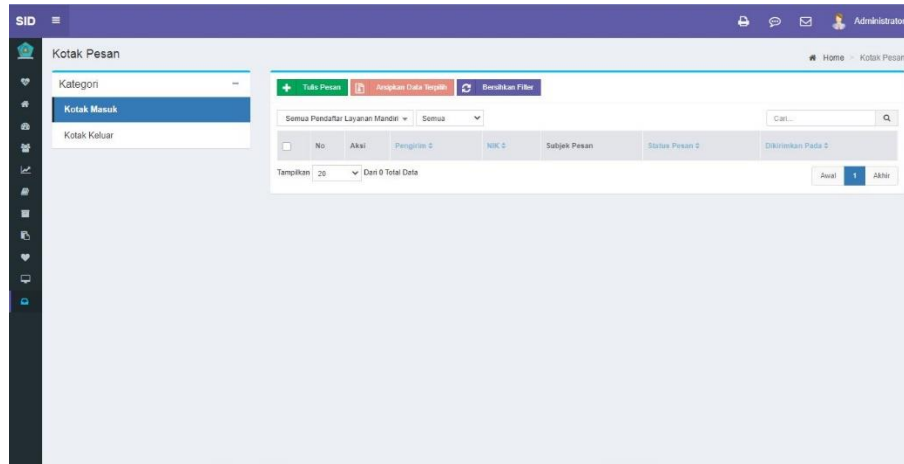 SID
Administrator
Kotak Pesan
Home > Kotak Pesan
Kategori
Kotak Masuk
Kotak Keluar
Tulis Pesan Arsipkan Data Terpilih Bersihkan Filter
Semua Pendaftar Layanan Mandiri Semua Cari...
No Aksi Pengirim NIK Subjek Pesan Status Pesan Dikirimkan Pada
Tampilkan 20 Dari 0 Total Data Awal 1 Akhir